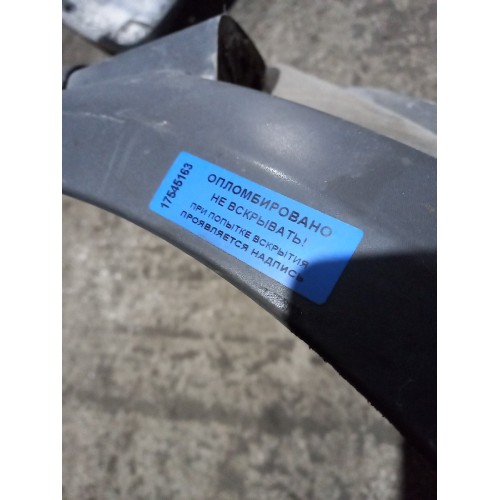 17545163
ОПЛОМБИРОВАНО
НЕ ВСКРЫВАТЬ!
ПРИ ПОПЫТКЕ ВСКРЫТИЯ
ПРОЯВЛЯЕТСЯ НАДПИСЬ